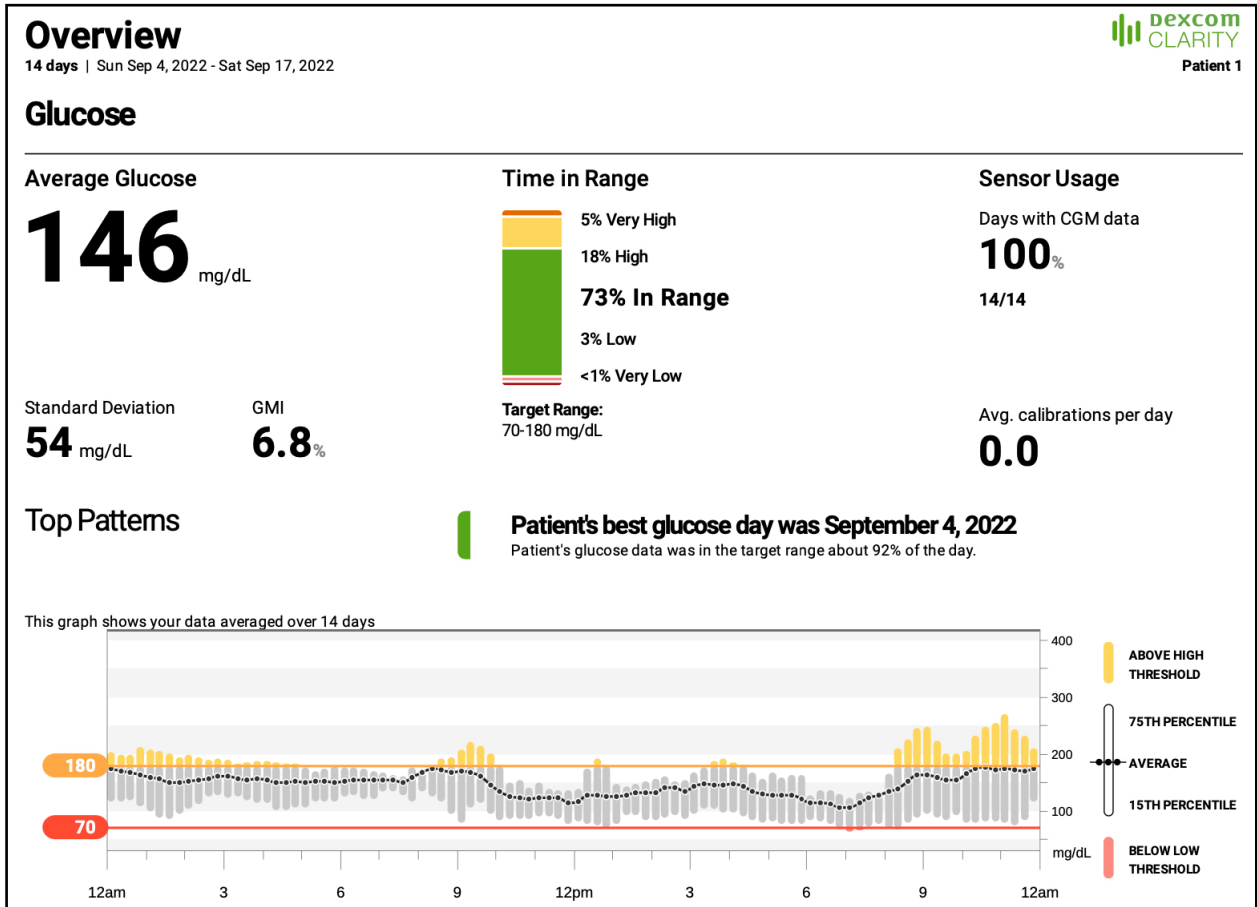 Overview
14 days | Sun Sep 4, 2022 - Sat Sep 17, 2022
Dexcom
CLARITY
Patient 1
Glucose
Average Glucose
146 mg/dL
Standard Deviation
54 mg/dL
GMI
6.8%
Time in Range
5% Very High
18% High
73% In Range
3% Low
<1% Very Low
Target Range:
70-180 mg/dL
Sensor Usage
Days with CGM data
100%
14/14
Avg. calibrations per day
0.0
Top Patterns
Patient's best glucose day was September 4, 2022
Patient's glucose data was in the target range about 92% of the day.
This graph shows your data averaged over 14 days
180
70
400
300
200
100
mg/dL
12am 3 6 9 12pm 3 6 9 12am
ABOVE HIGH
THRESHOLD
75TH PERCENTILE
AVERAGE
15TH PERCENTILE
BELOW LOW
THRESHOLD